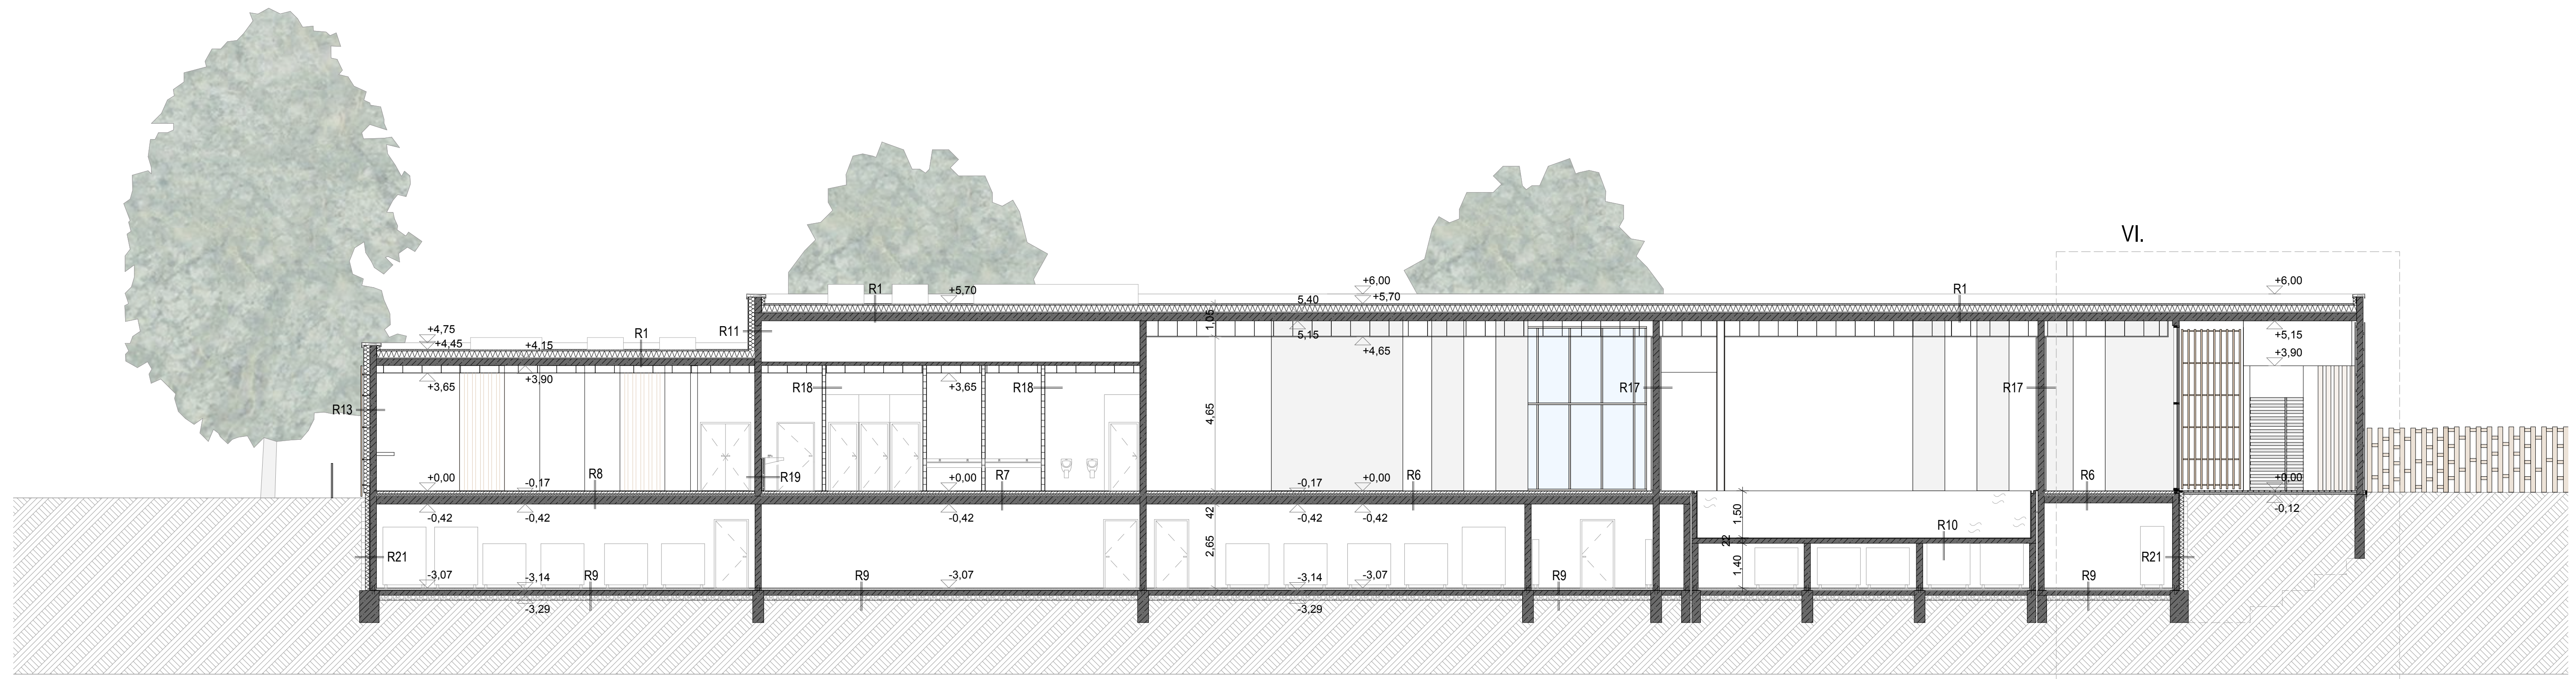 VI.
+6,00
+6,00
R1
+5,70
5,40
+5,70
R1
1,05
+4,75
R1
R11
5,15
+5,15
+4,45
+4,15
+4,65
+3,90
+3,65
+3,90
R18
+3,65
R18
R17
R17
R13
4,65
+0,00
R8
-0,17
R19
+0,00
R7
-0,17
+0,00
R6
R6
+0,00
-0,12
-0,42
-0,42
-0,42
42
-0,42
-0,42
1,50
R10
22
R21
2,65
1,40
R21
-3,07
-3,14
R9
R9
-3,07
-3,14
-3,07
R9
R9
-3,29
-3,29